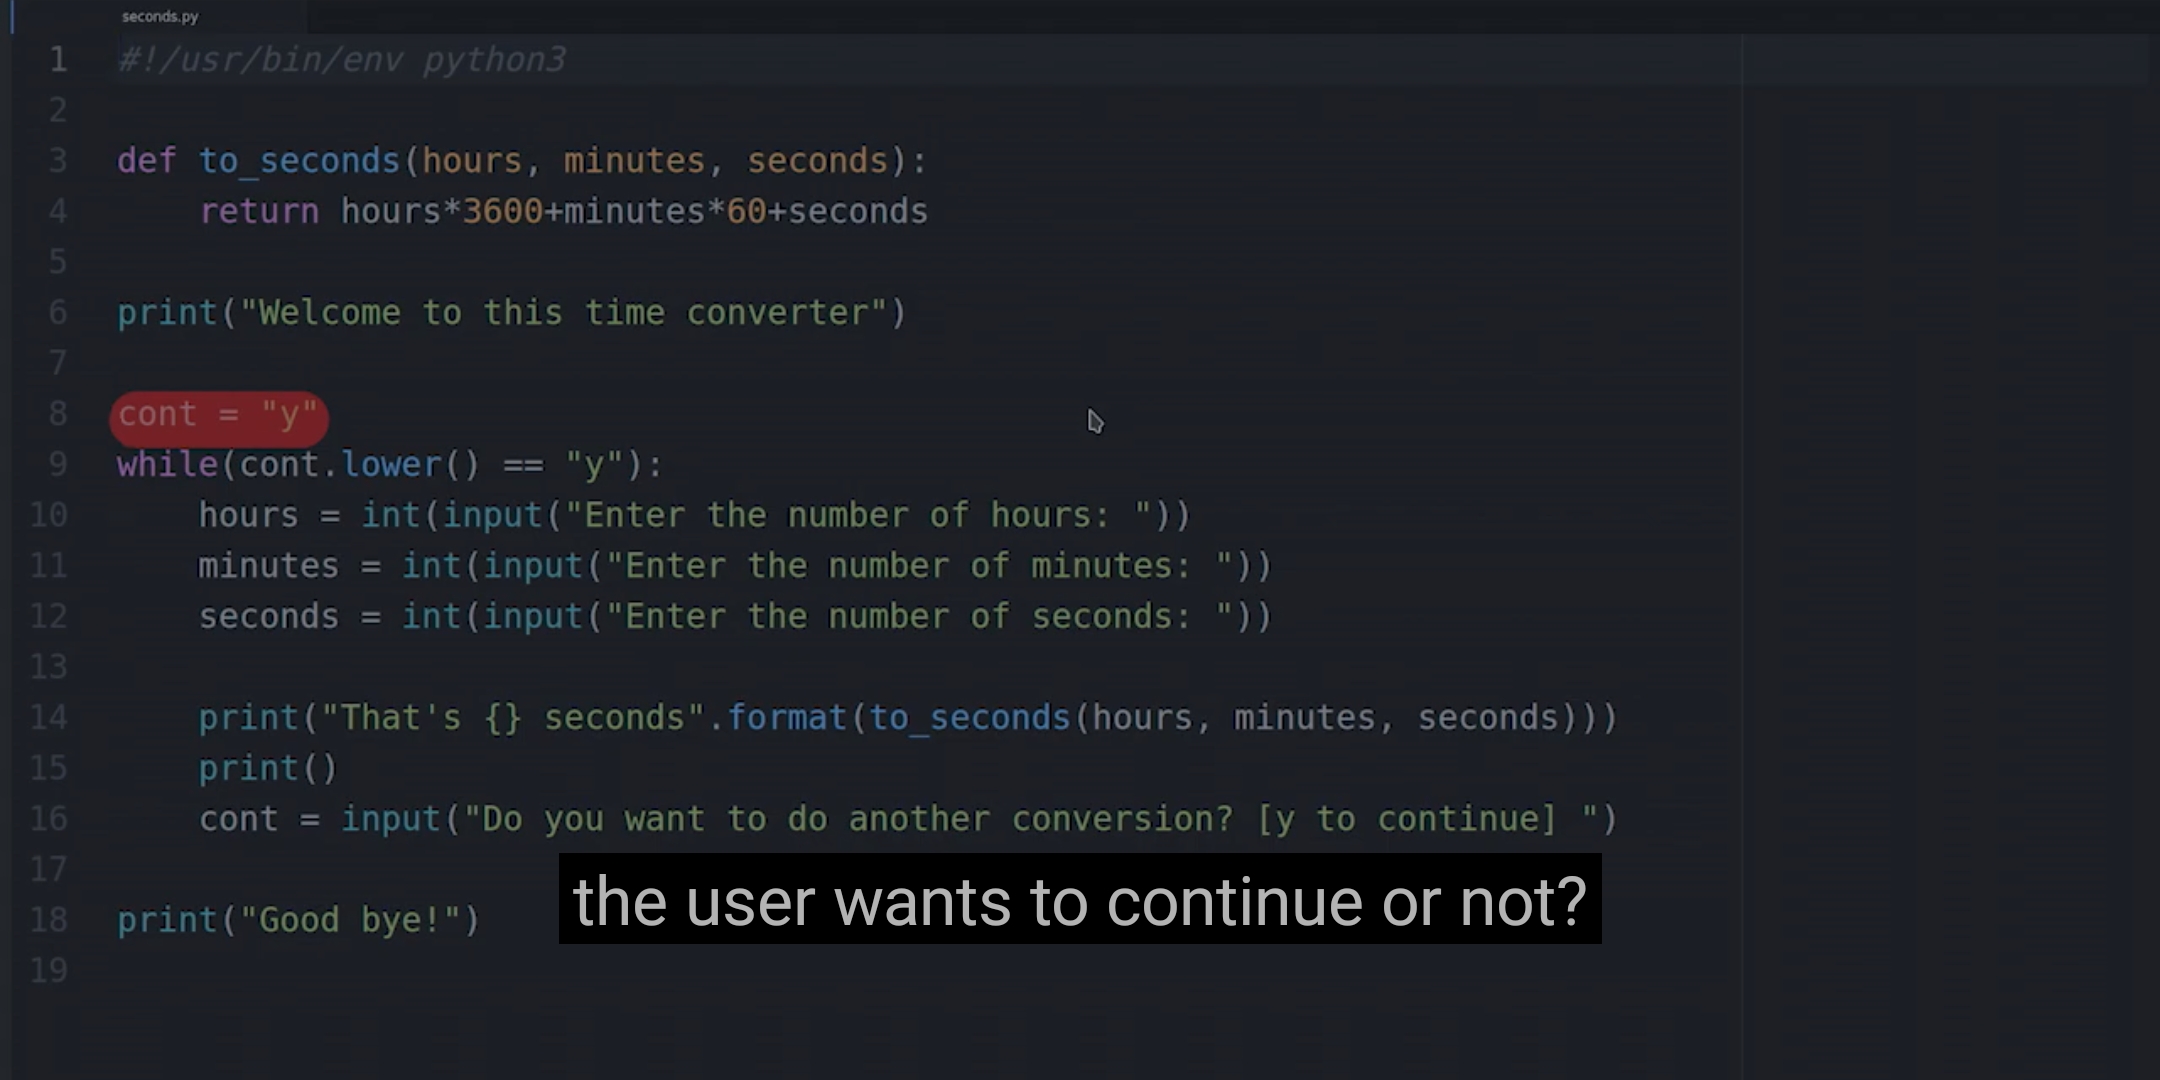 seconds.py
1 #!/usr/bin/env python3
2
3 def to_seconds(hours, minutes, seconds):
4     return hours*3600+minutes*60+seconds
5
6 print("Welcome to this time converter")
7
8 cont = "y"
9 while(cont.lower() == "y"):
10     hours = int(input("Enter the number of hours: "))
11     minutes = int(input("Enter the number of minutes: "))
12     seconds = int(input("Enter the number of seconds: "))
13
14     print("That's {} seconds".format(to_seconds(hours, minutes, seconds)))
15     print()
16     cont = input("Do you want to do another conversion? [y to continue] ")
17
18 print("Good bye!")
19
the user wants to continue or not?